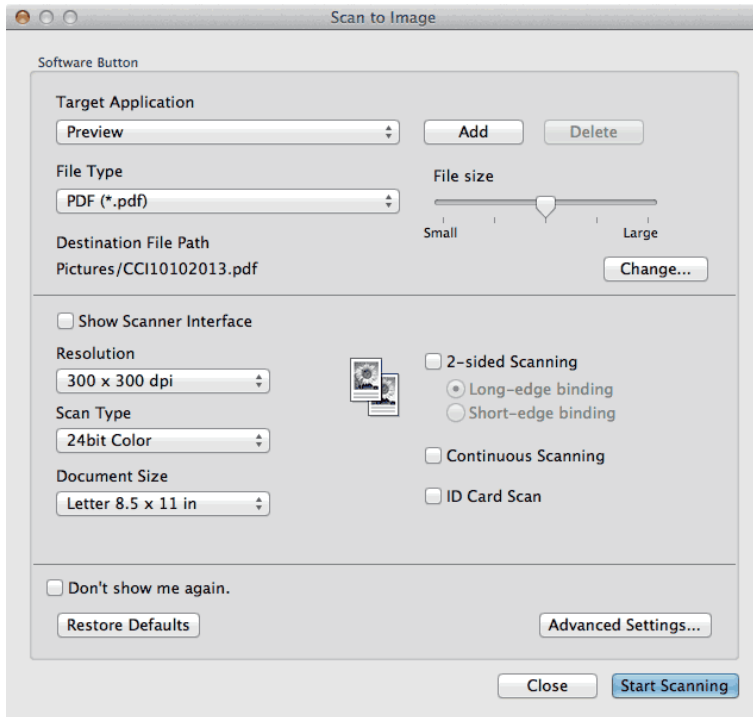 Scan to Image
Software Button
Target Application
Preview
Add
Delete
File Type
PDF (*.pdf)
File size
Small
Large
Destination File Path
Pictures/CCI10102013.pdf
Change...
Show Scanner Interface
Resolution
300 x 300 dpi
Scan Type
24bit Color
Document Size
Letter 8.5 x 11 in
2-sided Scanning
Long-edge binding
Short-edge binding
Continuous Scanning
ID Card Scan
Don't show me again.
Restore Defaults
Advanced Settings...
Close
Start Scanning